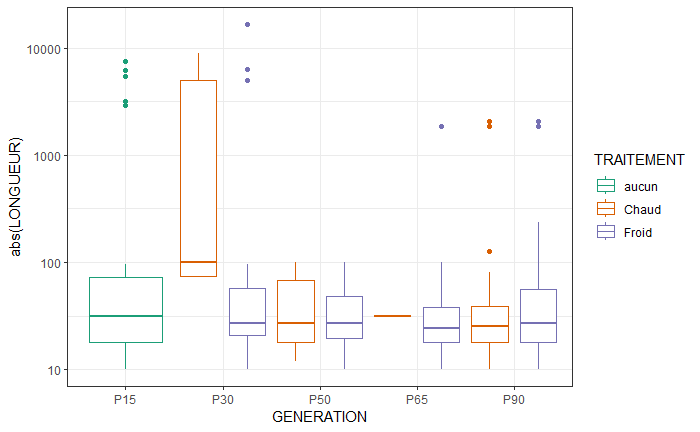 10000
1000
100
10
abs(LONGUEUR)
P15 P30 P50 P65 P90
GENERATION
TRAITEMENT
aucun
Chaud
Froid